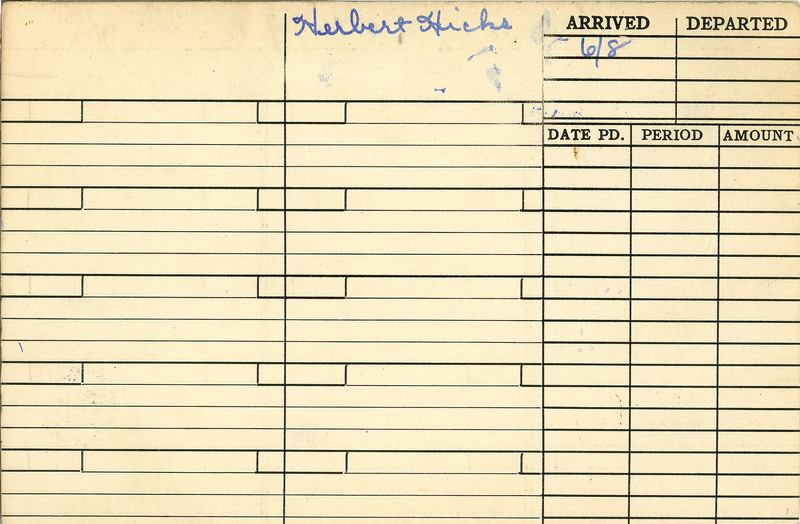 Herbert Hicks
ARRIVED DEPARTED
6/8
DATE PD. PERIOD AMOUNT